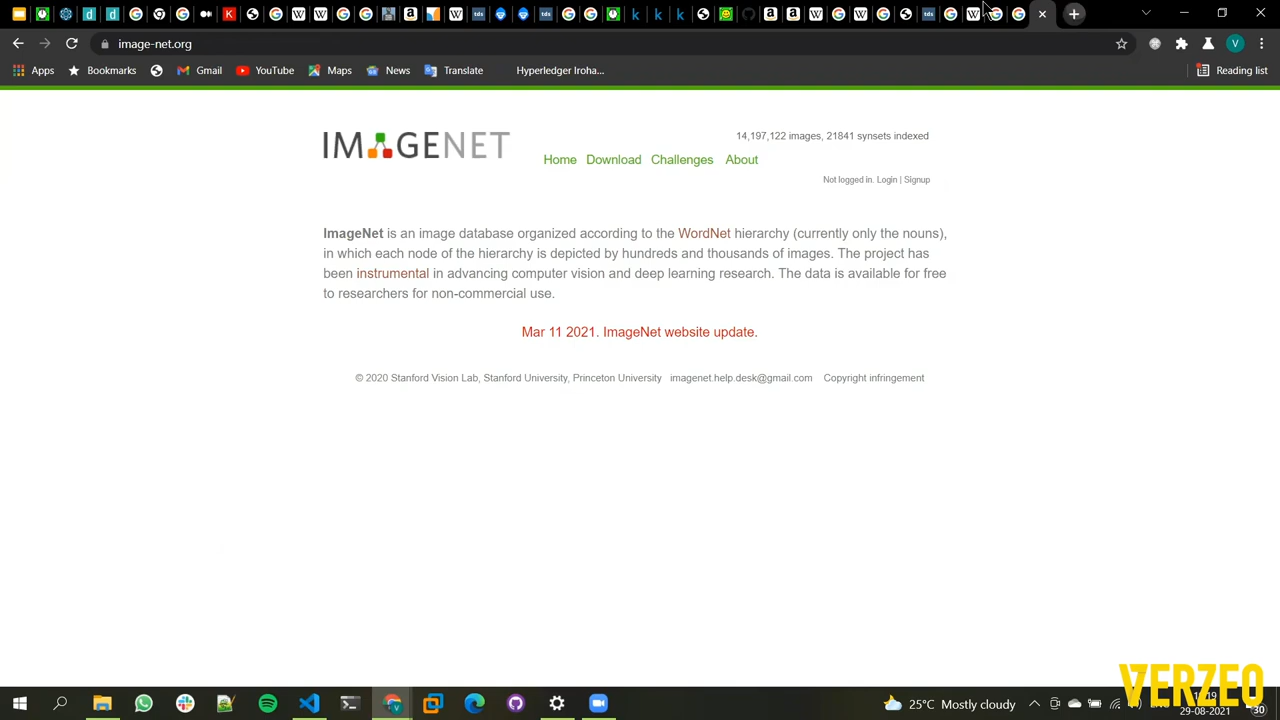 image-net.org
Apps Bookmarks Gmail YouTube Maps News Translate Hyperledger Iroha... Reading list
IMAGENET
14,197,122 images, 21841 synsets indexed
Home Download Challenges About
Not logged in. Login | Signup
ImageNet is an image database organized according to the WordNet hierarchy (currently only the nouns),
in which each node of the hierarchy is depicted by hundreds and thousands of images. The project has
been instrumental in advancing computer vision and deep learning research. The data is available for free
to researchers for non-commercial use.
Mar 11 2021. ImageNet website update.
© 2020 Stanford Vision Lab, Stanford University, Princeton University imagenet.help.desk@gmail.com Copyright infringement
VERZEO
25°C Mostly cloudy
29-08-2021
30